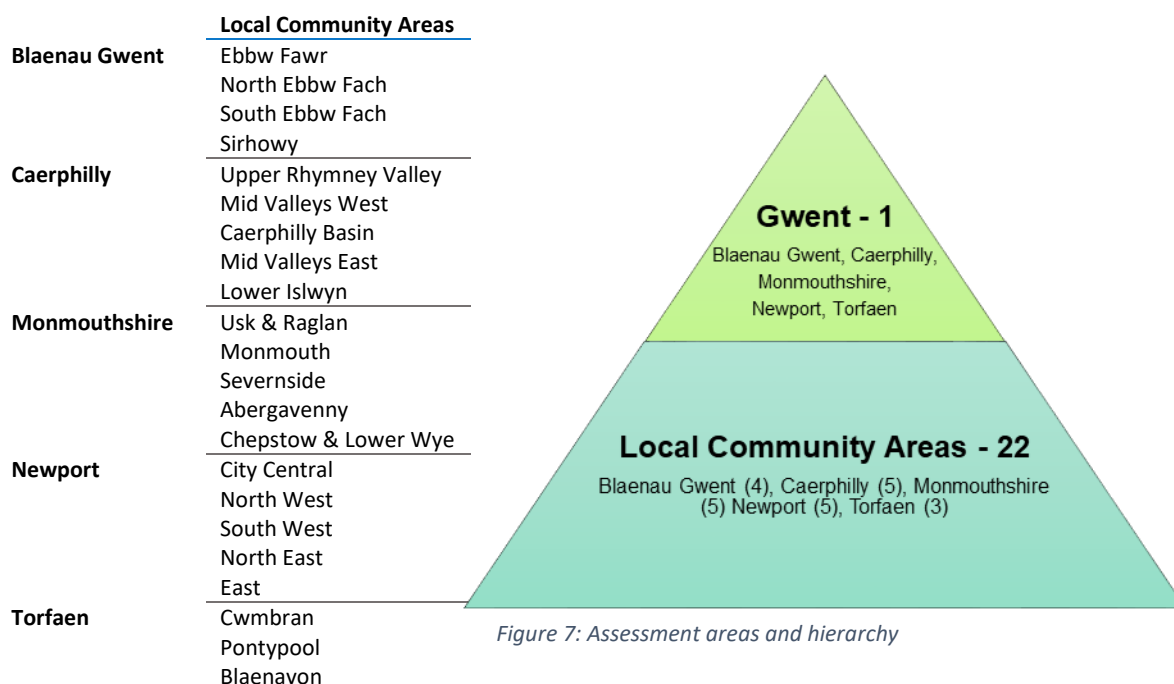 Local Community Areas
Blaenau Gwent Ebbw Fawr
North Ebbw Fach
South Ebbw Fach
Sirhowy
Caerphilly Upper Rhymney Valley
Mid Valleys West
Caerphilly Basin
Mid Valleys East
Lower Islwyn
Monmouthshire Usk & Raglan
Monmouth
Severnside
Abergavenny
Chepstow & Lower Wye
Newport City Central
North West
South West
North East
East
Torfaen Cwmbran
Pontypool
Blaenavon
Gwent - 1
Blaenau Gwent, Caerphilly,
Monmouthshire,
Newport, Torfaen
Local Community Areas - 22
Blaenau Gwent (4), Caerphilly (5), Monmouthshire
(5) Newport (5), Torfaen (3)
Figure 7: Assessment areas and hierarchy